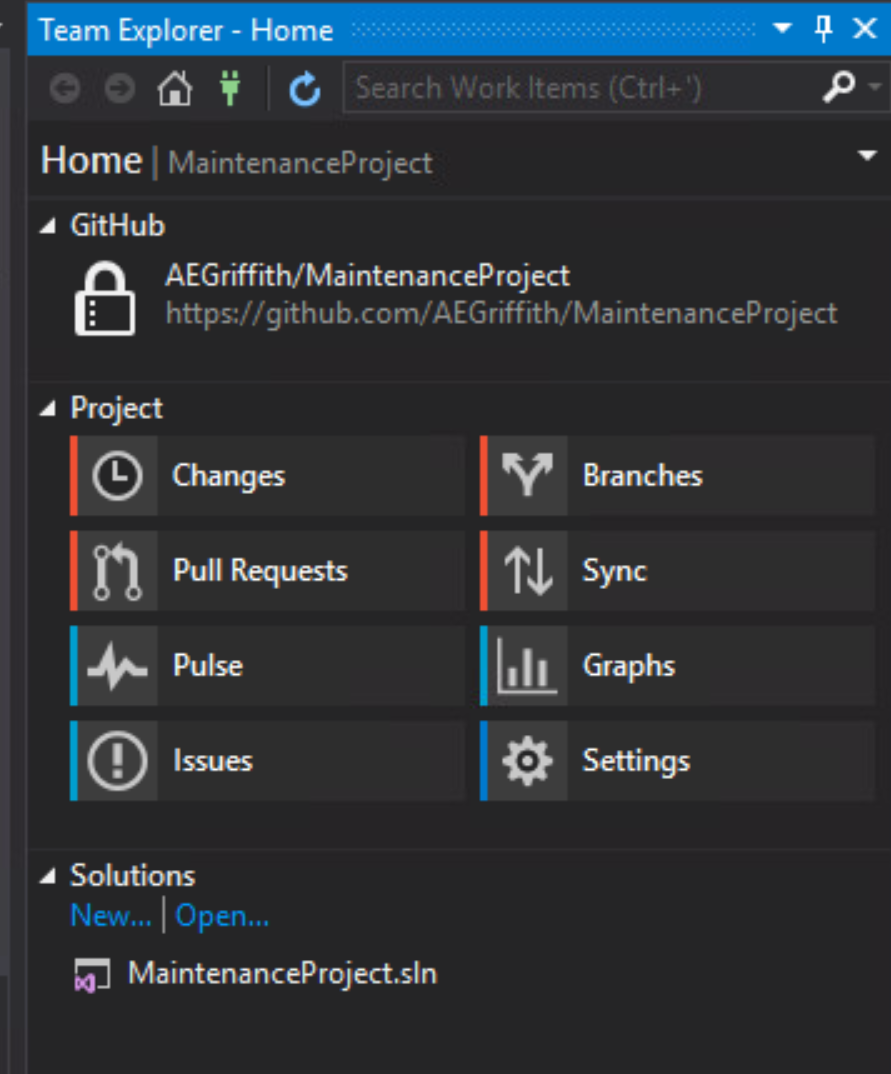 Team Explorer - Home
Search Work Items (Ctrl+')
Home | MaintenanceProject
GitHub
AEGriffith/MaintenanceProject
https://github.com/AEGriffith/MaintenanceProject
Project
Changes
Branches
Pull Requests
Sync
Pulse
Graphs
Issues
Settings
Solutions
New... | Open...
MaintenanceProject.sln